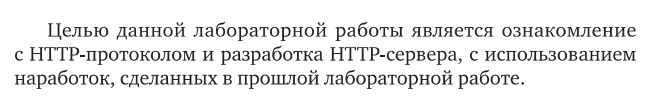 Целью данной лабораторной работы является ознакомление
с HTTP-протоколом и разработка HTTP-сервера, с использованием
наработок, сделанных в прошлой лабораторной работе.